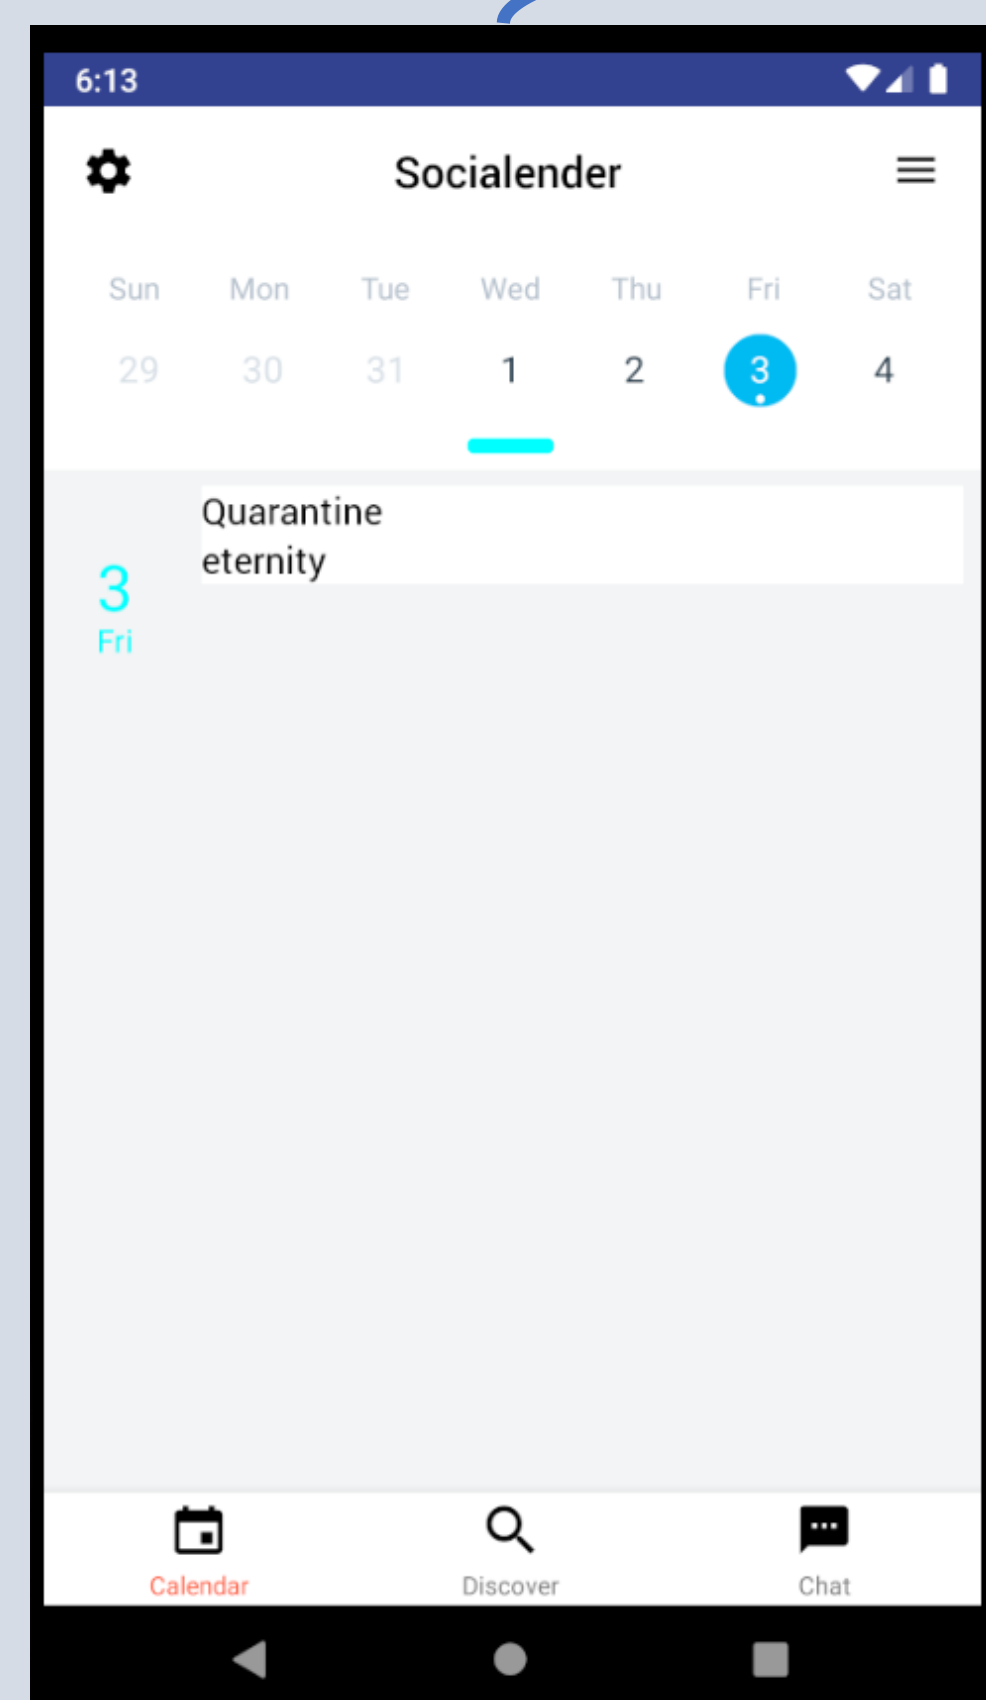 6:13
Socialender
Sun Mon Tue Wed Thu Fri Sat
29 30 31 1 2 3 4
Quarantine
eternity
3
Fri
Calendar Discover Chat